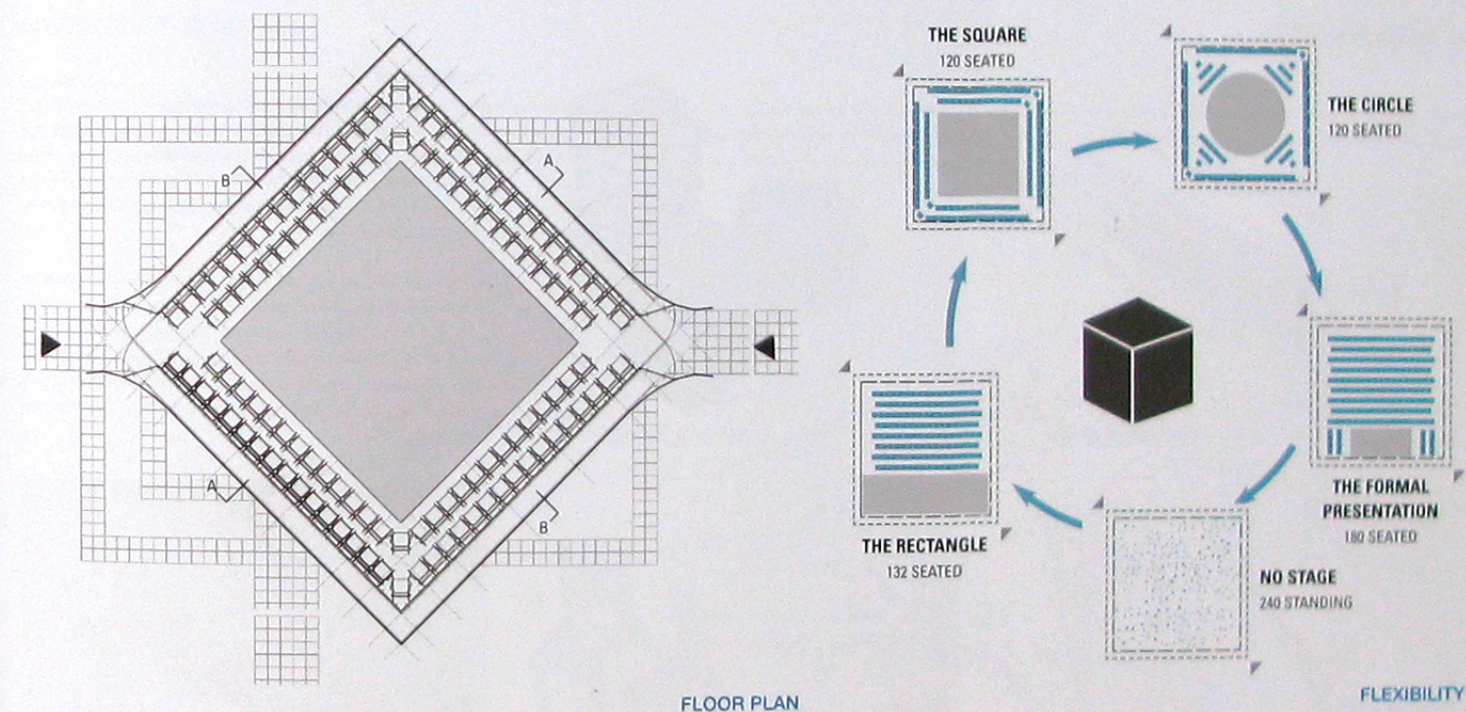 B
A
A
B
FLOOR PLAN
THE SQUARE
120 SEATED
THE CIRCLE
120 SEATED
THE FORMAL
PRESENTATION
180 SEATED
NO STAGE
240 STANDING
THE RECTANGLE
132 SEATED
FLEXIBILITY